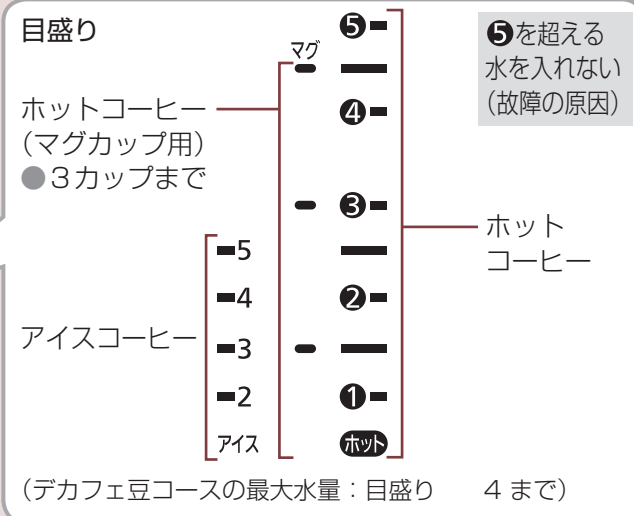 目盛り
❺を超える
水を入れない
(故障の原因)
マグ
❺
❹
❸
❷
❶
ホット
ホットコーヒー
(マグカップ用)
●3カップまで
ホット
コーヒー
アイスコーヒー
5
4
3
2
アイス
(デカフェ豆コースの最大水量：目盛り 4 まで)